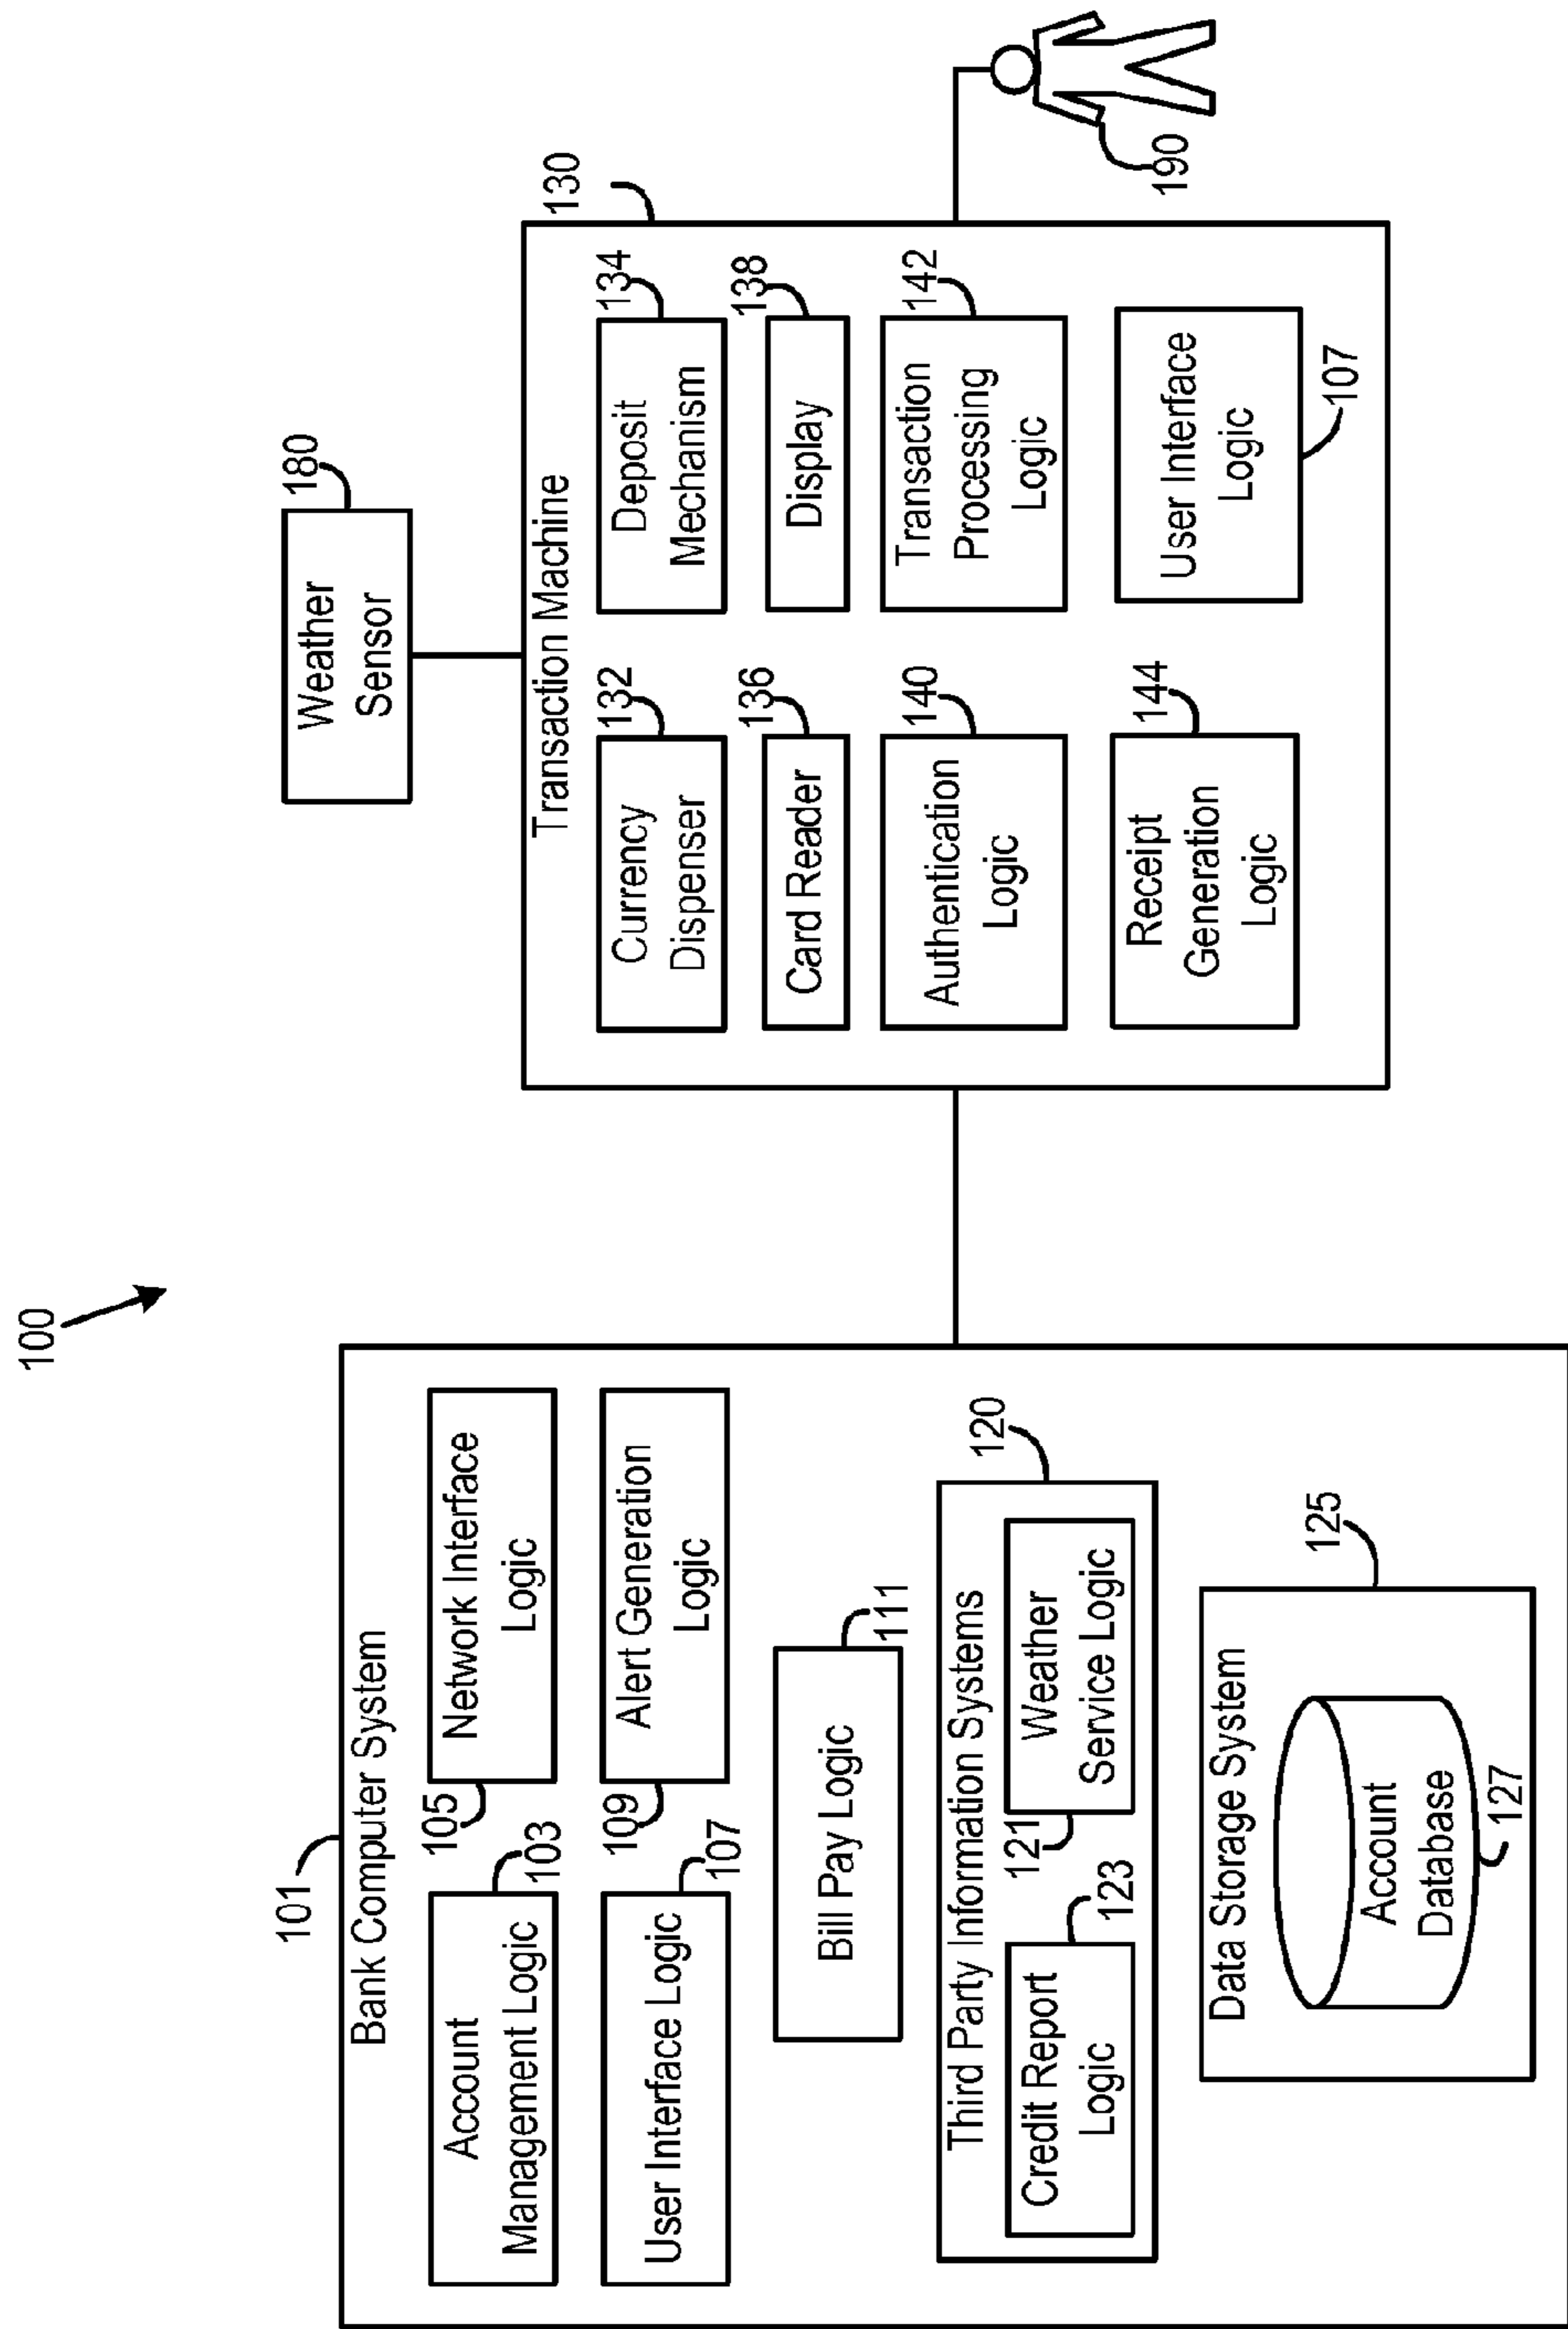 100
101
Bank Computer System
Account
Management Logic
103
105
Network Interface
Logic
User Interface Logic
107
109
Alert Generation
Logic
Bill Pay Logic
111
Third Party Information Systems
120
Credit Report
Logic
123
121
Weather
Service Logic
Data Storage System
125
Account
Database
127
Weather
Sensor
180
Transaction Machine
130
Currency
Dispenser
132
Deposit
Mechanism
134
Card Reader
136
Display
138
Authentication
Logic
140
Transaction
Processing
Logic
142
Receipt
Generation
Logic
144
User Interface
Logic
107
190